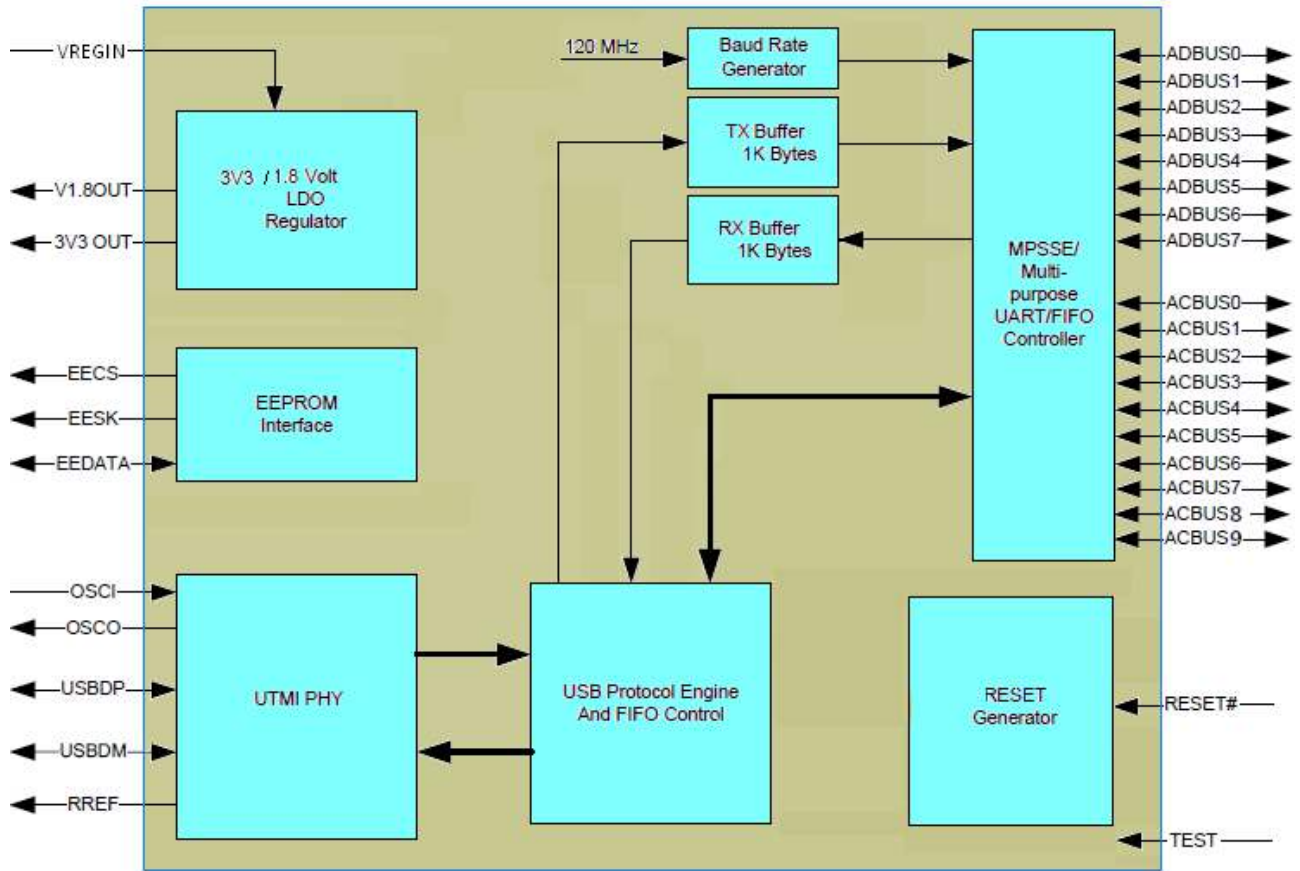 VREGIN
3V3 / 1.8 Volt
LDO
Regulator
V1.8OUT
3V3 OUT
EECS
EESK
EEDATA
EEPROM
Interface
OSCI
OSCO
USBDP
USBDM
RREF
UTMI PHY
120 MHz
Baud Rate
Generator
TX Buffer
1K Bytes
RX Buffer
1K Bytes
USB Protocol Engine
And FIFO Control
MPSSE/
Multi-
purpose
UART/FIFO
Controller
RESET
Generator
ADBUS0
ADBUS1
ADBUS2
ADBUS3
ADBUS4
ADBUS5
ADBUS6
ADBUS7
ACBUS0
ACBUS1
ACBUS2
ACBUS3
ACBUS4
ACBUS5
ACBUS6
ACBUS7
ACBUS8
ACBUS9
RESET#
TEST